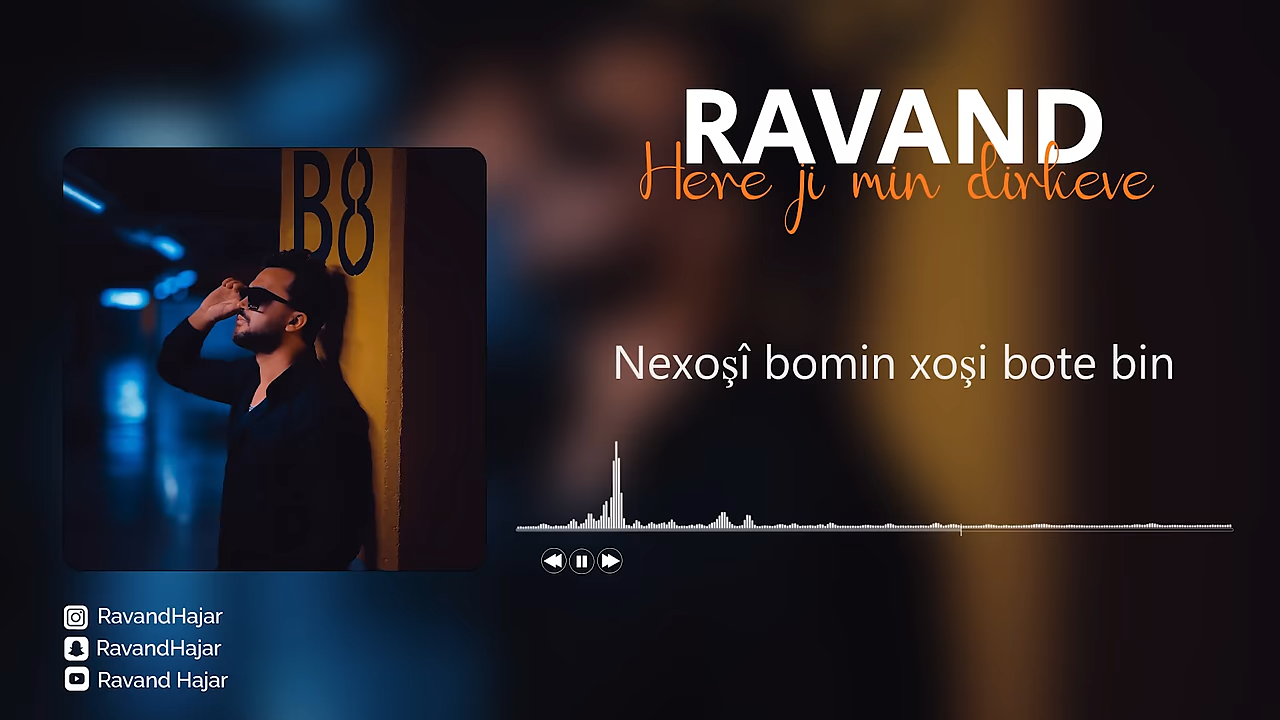 B8
RAVAND
Here ji min dirkeve
Nexoşî bomin xoşi bote bin
RavandHajar
RavandHajar
Ravand Hajar